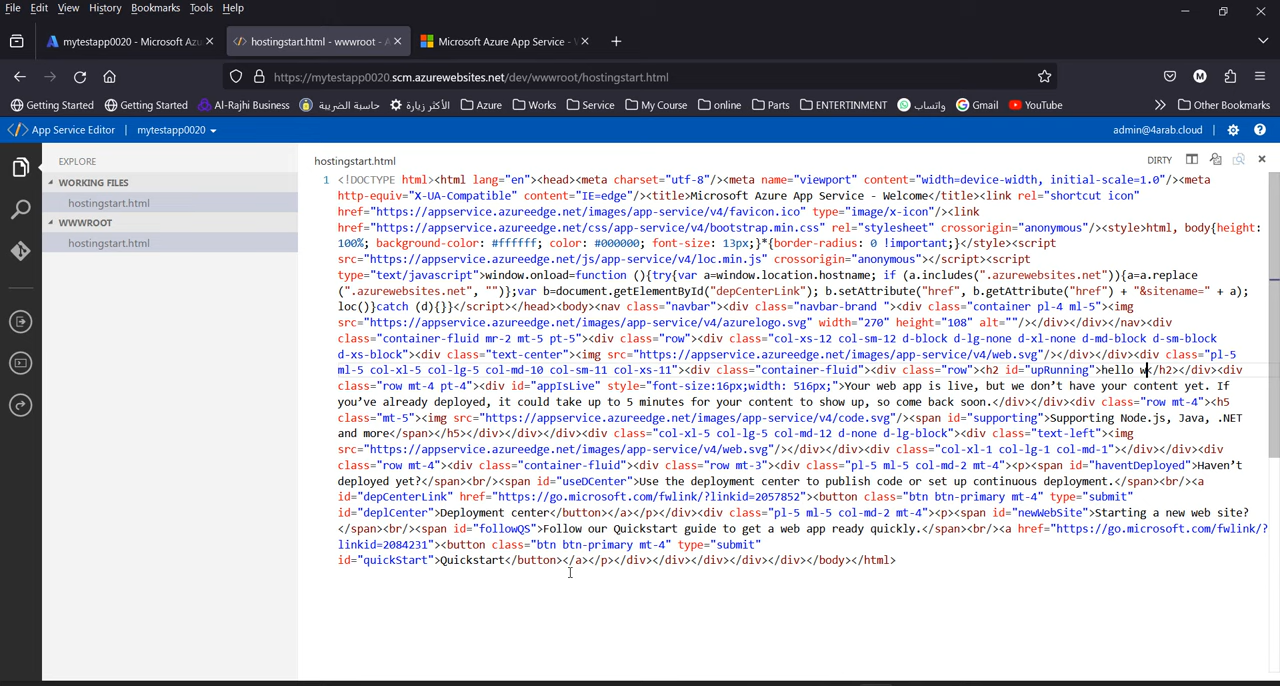 File Edit View History Bookmarks Tools Help
mytestapp0020 - Microsoft Azu
hostingstart.html - wwwroot - A
Microsoft Azure App Service - W
https://mytestapp0020.scm.azurewebsites.net/dev/wwwroot/hostingstart.html
Getting Started Getting Started Al-Rajhi Business حاسبة الضريبة الأكثر زيارة Azure Works Service My Course online Parts ENTERTINMENT واتساب Gmail YouTube Other Bookmarks
App Service Editor | mytestapp0020 admin@4arab.cloud
EXPLORE
WORKING FILES
hostingstart.html
WWWROOT
hostingstart.html
hostingstart.html DIRTY
1 <!DOCTYPE html><html lang="en"><head><meta charset="utf-8"/><meta name="viewport" content="width=device-width, initial-scale=1.0"/><meta
http-equiv="X-UA-Compatible" content="IE=edge"/><title>Microsoft Azure App Service - Welcome</title><link rel="shortcut icon"
href="https://appservice.azureedge.net/images/app-service/v4/favicon.ico" type="image/x-icon"/><link
href="https://appservice.azureedge.net/css/app-service/v4/bootstrap.min.css" rel="stylesheet" crossorigin="anonymous"/><style>html, body{height:
100%; background-color: #ffffff; color: #000000; font-size: 13px;}*{border-radius: 0 !important;}</style><script
src="https://appservice.azureedge.net/js/app-service/v4/loc.min.js" crossorigin="anonymous"></script><script
type="text/javascript">window.onload=function (){try{var a=window.location.hostname; if (a.includes(".azurewebsites.net")){a=a.replace
(".azurewebsites.net", "")};var b=document.getElementById("depCenterLink"); b.setAttribute("href", b.getAttribute("href") + "&sitename=" + a);
loc()}catch (d){}}</script></head><body><nav class="navbar"><div class="navbar-brand "><div class="container pl-4 ml-5"><img
src="https://appservice.azureedge.net/images/app-service/v4/azurelogo.svg" width="270" height="108" alt=""/></div></div></nav><div
class="container-fluid mr-2 mt-5 pt-5"><div class="row"><div class="col-xs-12 col-sm-12 d-block d-lg-none d-xl-none d-md-block d-sm-block
d-xs-block"><div class="text-center"><img src="https://appservice.azureedge.net/images/app-service/v4/web.svg"/></div></div><div class="pl-5
ml-5 col-xl-5 col-lg-5 col-md-10 col-sm-11 col-xs-11"><div class="container-fluid"><div class="row"><h2 id="upRunning">hello w</h2></div><div
class="row mt-4 pt-4"><div id="appIsLive" style="font-size:16px;width: 516px;">Your web app is live, but we don’t have your content yet. If
you’ve already deployed, it could take up to 5 minutes for your content to show up, so come back soon.</div></div><div class="row mt-4"><h5
class="mt-5"><img src="https://appservice.azureedge.net/images/app-service/v4/code.svg"/><span id="supporting">Supporting Node.js, Java, .NET
and more</span></h5></div></div></div><div class="col-xl-5 col-lg-5 col-md-12 d-none d-lg-block"><div class="text-left"><img
src="https://appservice.azureedge.net/images/app-service/v4/web.svg"/></div></div><div class="col-xl-1 col-lg-1 col-md-1"></div></div><div
class="row mt-4"><div class="container-fluid"><div class="row mt-3"><div class="pl-5 ml-5 col-md-2 mt-4"><p><span id="haventDeployed">Haven’t
deployed yet?</span><br/><span id="useDCenter">Use the deployment center to publish code or set up continuous deployment.</span><br/><a
id="depCenterLink" href="https://go.microsoft.com/fwlink/?linkid=2057852"><button class="btn btn-primary mt-4" type="submit"
id="deplCenter">Deployment center</button></a></p></div><div class="pl-5 ml-5 col-md-2 mt-4"><p><span id="newWebSite">Starting a new web site?
</span><br/><span id="followQS">Follow our Quickstart guide to get a web app ready quickly.</span><br/><a href="https://go.microsoft.com/fwlink/?
linkid=2084231"><button class="btn btn-primary mt-4" type="submit"
id="quickStart">Quickstart</button></a></p></div></div></div></div></div></body></html>